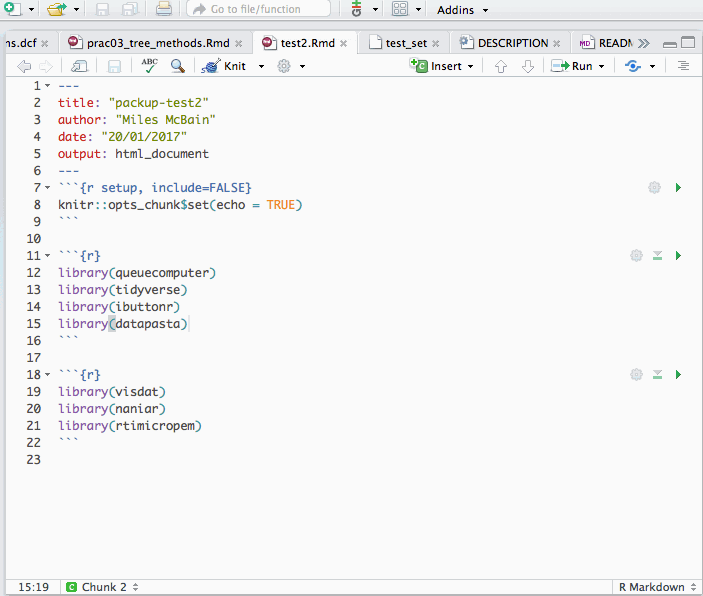 Go to file/function Addins
ns.dcf prac03_tree_methods.Rmd test2.Rmd test_set DESCRIPTION READM
ABC Knit Insert Run
1 ---
2 title: "packup-test2"
3 author: "Miles McBain"
4 date: "20/01/2017"
5 output: html_document
6 ---
7 ```{r setup, include=FALSE}
8 knitr::opts_chunk$set(echo = TRUE)
9 ```
10
11 ```{r}
12 library(queuecomputer)
13 library(tidyverse)
14 library(ibuttonr)
15 library(datapasta)
16 ```
17
18 ```{r}
19 library(visdat)
20 library(naniar)
21 library(rtimicropem)
22 ```
23
15:19 Chunk 2 R Markdown